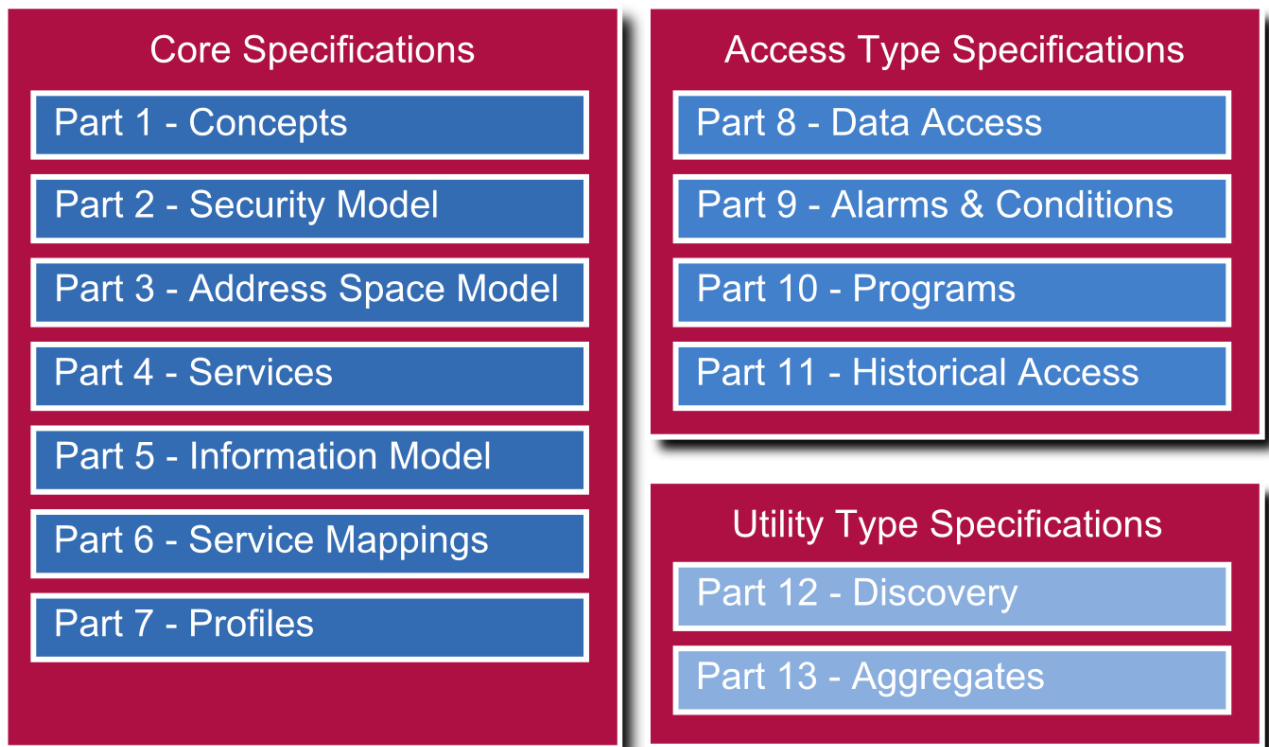 Core Specifications
Part 1 - Concepts
Part 2 - Security Model
Part 3 - Address Space Model
Part 4 - Services
Part 5 - Information Model
Part 6 - Service Mappings
Part 7 - Profiles
Access Type Specifications
Part 8 - Data Access
Part 9 - Alarms & Conditions
Part 10 - Programs
Part 11 - Historical Access
Utility Type Specifications
Part 12 - Discovery
Part 13 - Aggregates